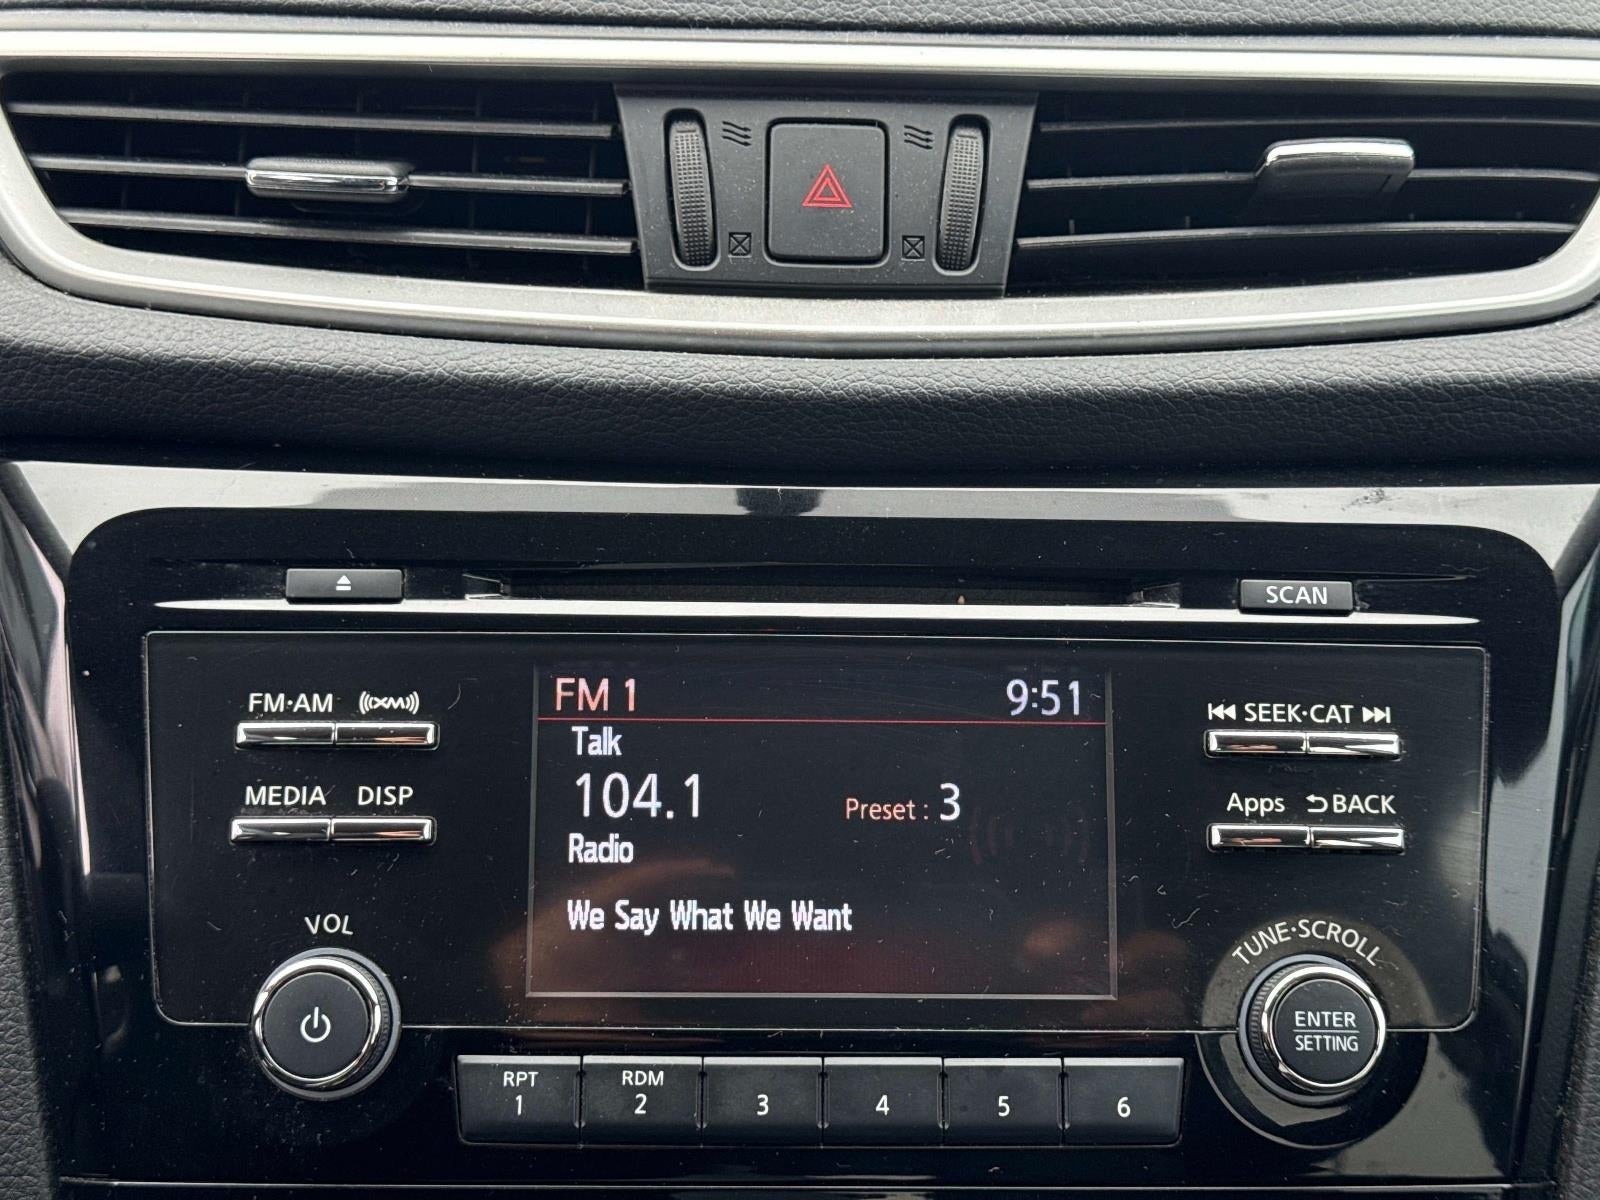 SCAN
FM·AM XM
MEDIA DISP
VOL
FM 1 9:51
Talk
104.1 Preset : 3
Radio
We Say What We Want
SEEK·CAT
Apps BACK
TUNE·SCROLL
ENTER
SETTING
RPT RDM
1 2 3 4 5 6